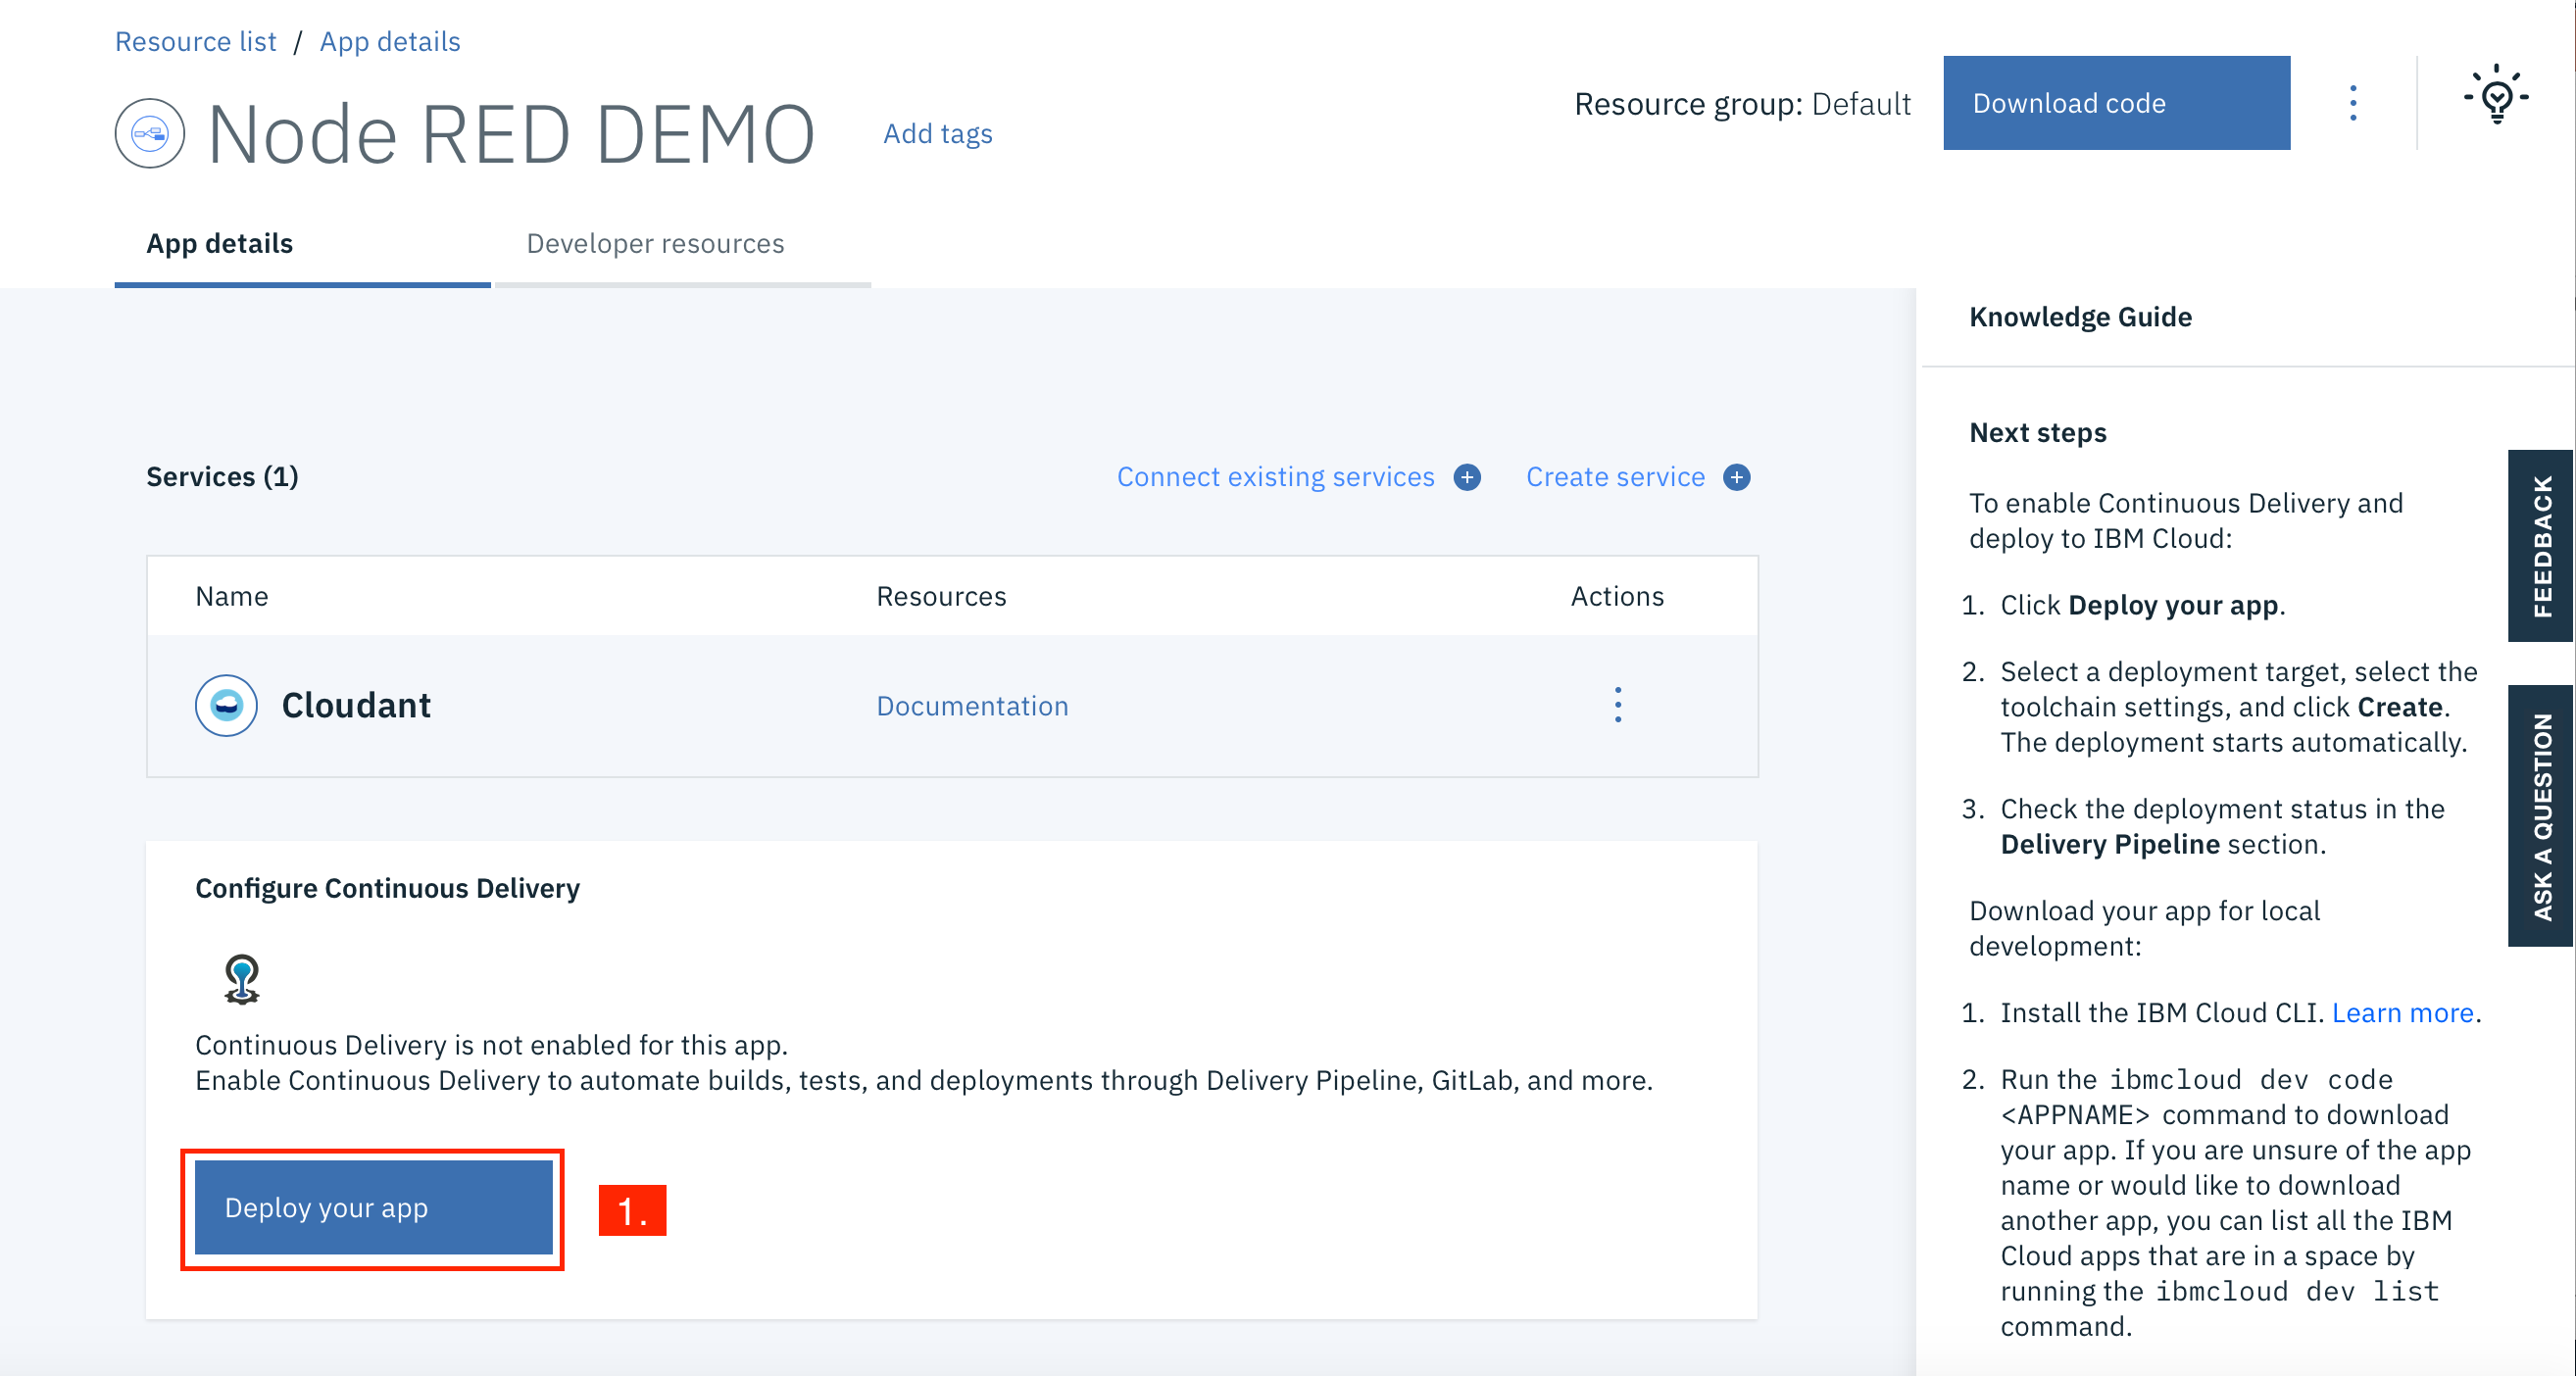 Resource list / App details
Node RED DEMO
Add tags
Resource group: Default
Download code
App details
Developer resources
Services (1)
Connect existing services
Create service
Name
Resources
Actions
Cloudant
Documentation
Configure Continuous Delivery
Continuous Delivery is not enabled for this app.
Enable Continuous Delivery to automate builds, tests, and deployments through Delivery Pipeline, GitLab, and more.
Deploy your app
1.
Knowledge Guide
Next steps
To enable Continuous Delivery and
deploy to IBM Cloud:
1. Click Deploy your app.
2. Select a deployment target, select the
toolchain settings, and click Create.
The deployment starts automatically.
3. Check the deployment status in the
Delivery Pipeline section.
Download your app for local
development:
1. Install the IBM Cloud CLI. Learn more.
2. Run the ibmcloud dev code
<APPNAME> command to download
your app. If you are unsure of the app
name or would like to download
another app, you can list all the IBM
Cloud apps that are in a space by
running the ibmcloud dev list
command.
FEEDBACK
ASK A QUESTION